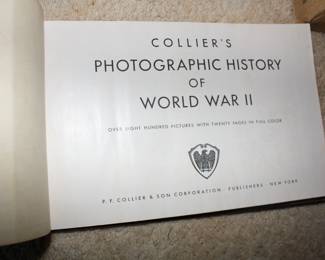 COLLIER'S
PHOTOGRAPHIC HISTORY
OF
WORLD WAR II
OVER EIGHT HUNDRED PICTURES WITH TWENTY PAGES IN FULL COLOR
P. F. COLLIER & SON CORPORATION · PUBLISHERS · NEW YORK